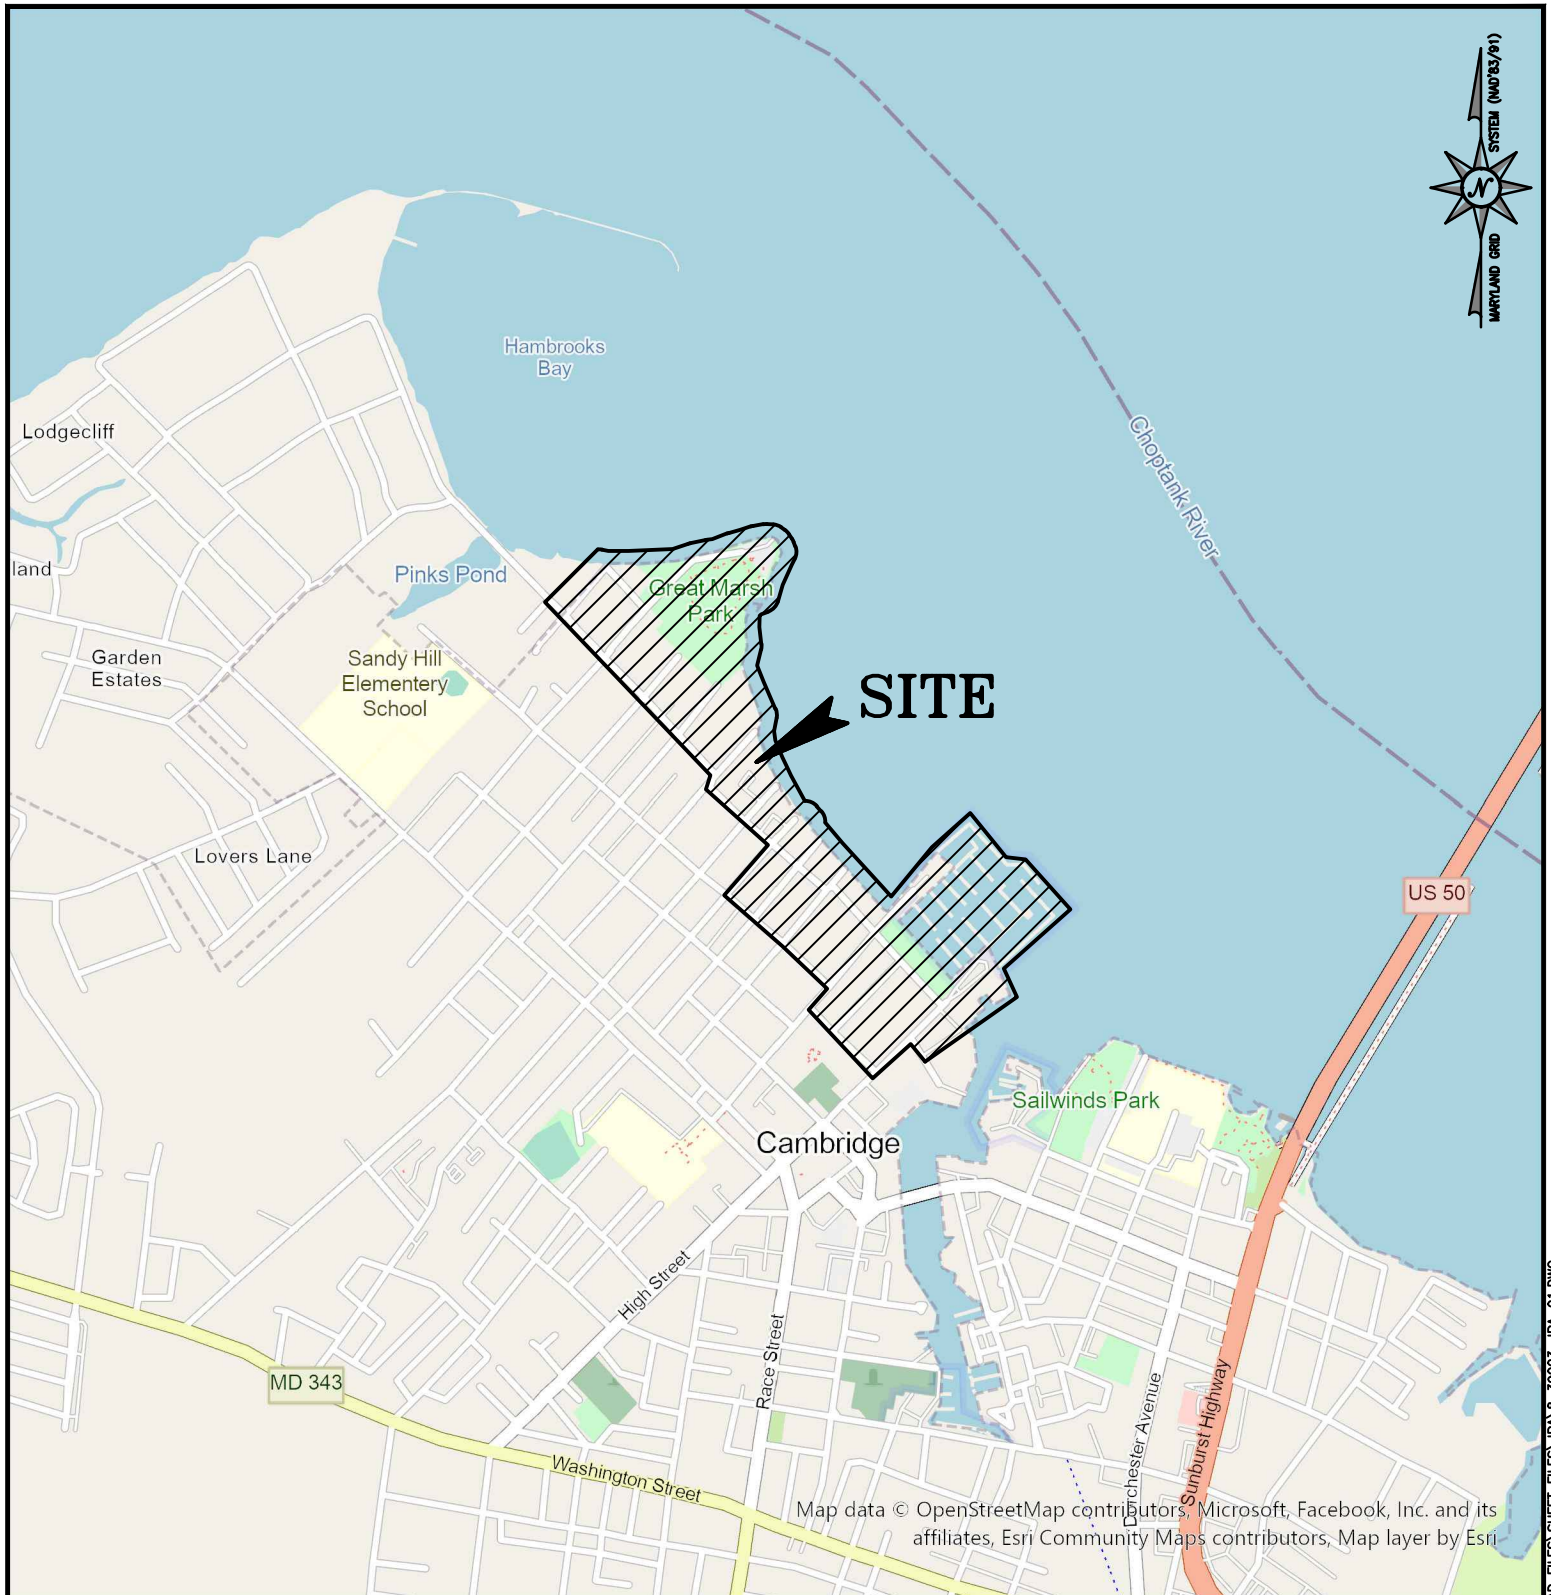 SYSTEM (NAD'83/91)
N
MARYLAND GRID
Hambrooks
Bay
Lodgecliff
Choptank River
land
Pinks Pond
Great Marsh
Park
Garden
Estates
Sandy Hill
Elementery
School
SITE
Lovers Lane
US 50
Sailwinds Park
Cambridge
High Street
Race Street
MD 343
Washington Street
Dorchester Avenue
Sunburst Highway
Map data © OpenStreetMap contributors, Microsoft, Facebook, Inc. and its
affiliates, Esri Community Maps contributors, Map layer by Esri